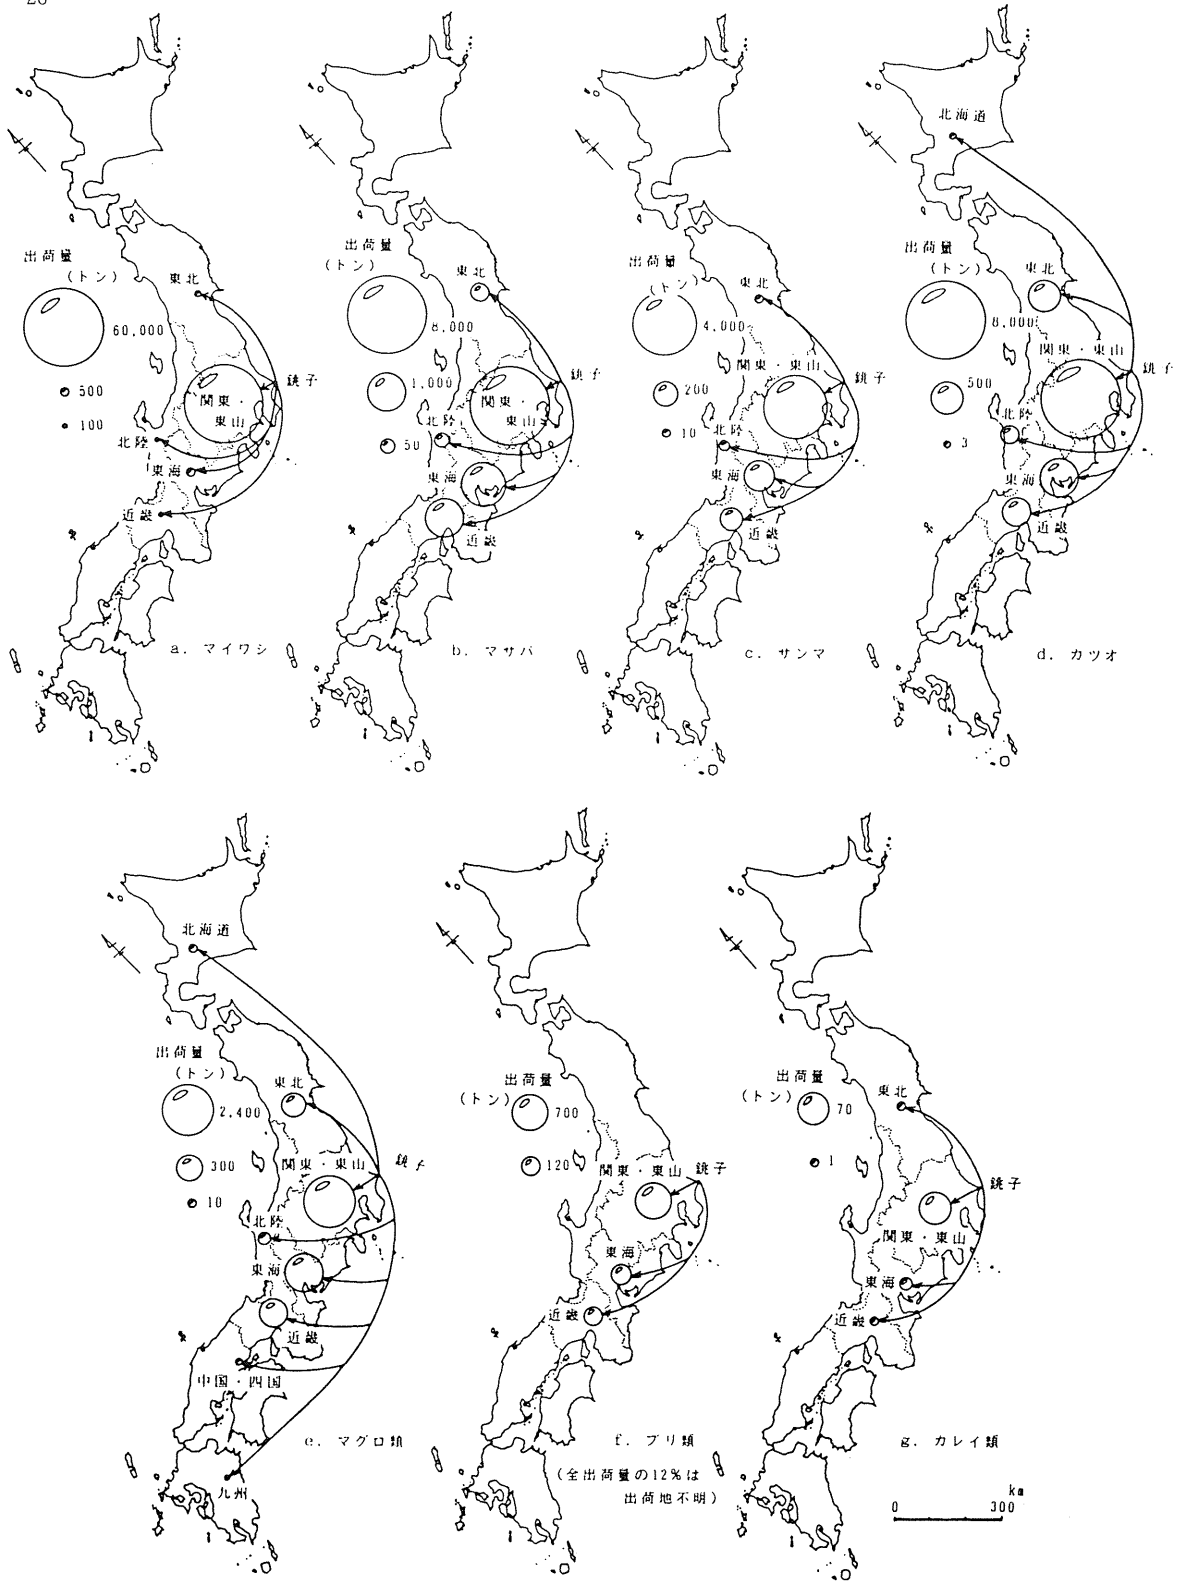 出荷量
(トン)
60,000
500
100
東北
銚子
関東・
東山
北陸
東海
近畿
a. マイワシ
出荷量
(トン)
8,000
1,000
50
東北
銚子
関東・
東山
北陸
東海
近畿
b. マサバ
出荷量
(トン)
4,000
200
10
東北
関東・東山
銚子
北陸
東海
近畿
c. サンマ
北海道
出荷量
(トン)
8,000
500
3
東北
関東・東山
銚子
北陸
東海
近畿
d. カツオ
北海道
出荷量
(トン)
2,400
300
10
東北
関東・東山
銚子
北陸
東海
近畿
中国・四国
九州
e. マグロ類
出荷量
(トン)
700
120
関東・東山
銚子
東海
近畿
f. ブリ類
(全出荷量の12%は
出荷地不明)
出荷量
(トン)
70
1
東北
銚子
関東・東山
東海
近畿
g. カレイ類
km
0 300